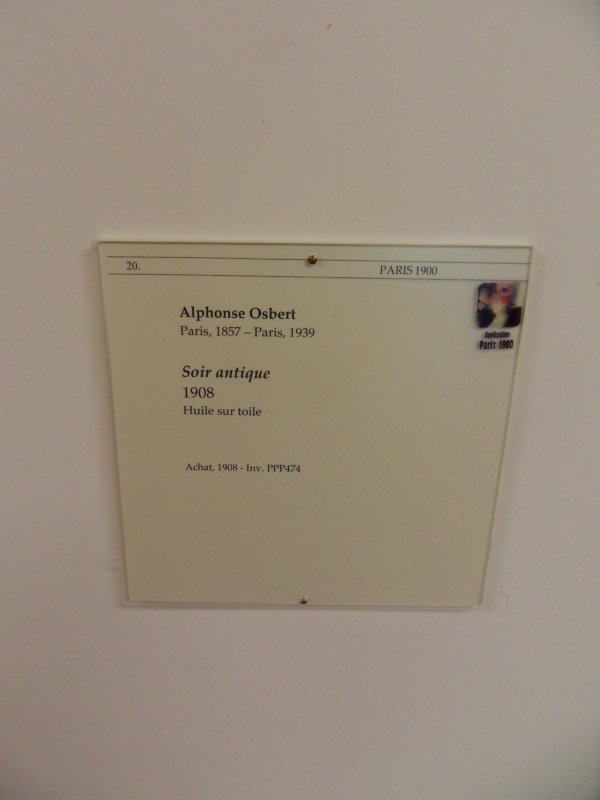 20. PARIS 1900
Alphonse Osbert
Paris, 1857 – Paris, 1939
Application
Paris 1900
Soir antique
1908
Huile sur toile
Achat, 1908 - Inv. PPP474